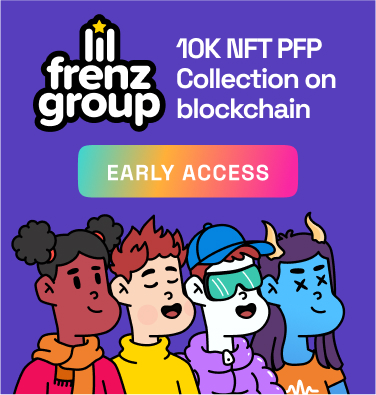 lil
frenz
group
10K NFT PFP
Collection on
blockchain
EARLY ACCESS